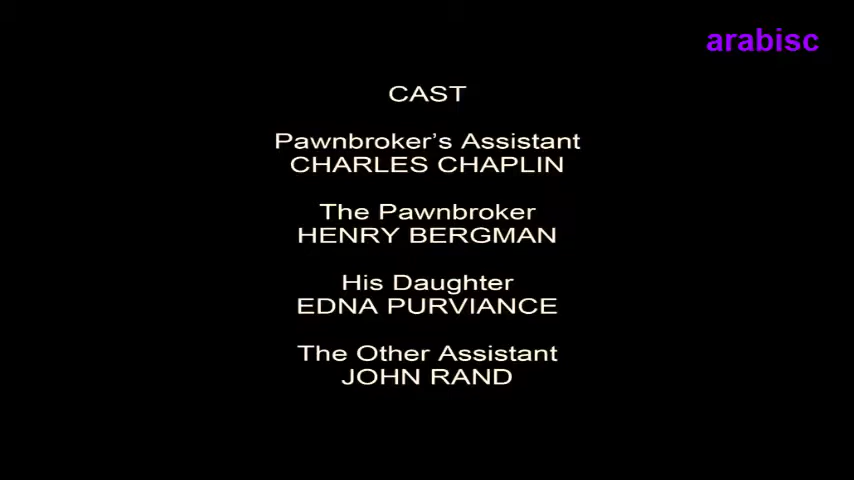 arabisc
CAST
Pawnbroker’s Assistant
CHARLES CHAPLIN
The Pawnbroker
HENRY BERGMAN
His Daughter
EDNA PURVIANCE
The Other Assistant
JOHN RAND